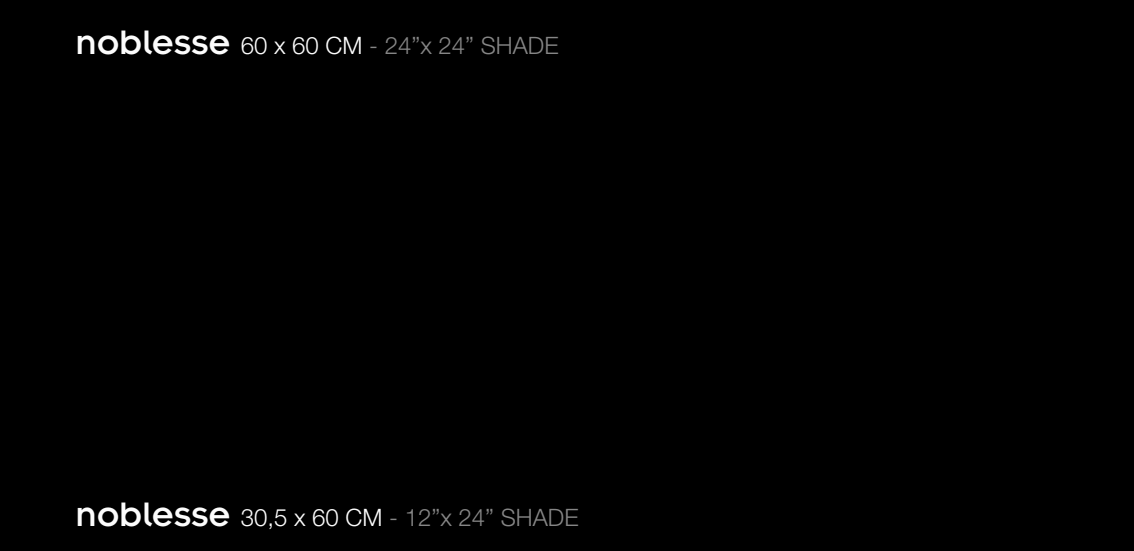 noblesse 60 x 60 CM - 24”x 24” SHADE
noblesse 30,5 x 60 CM - 12”x 24” SHADE